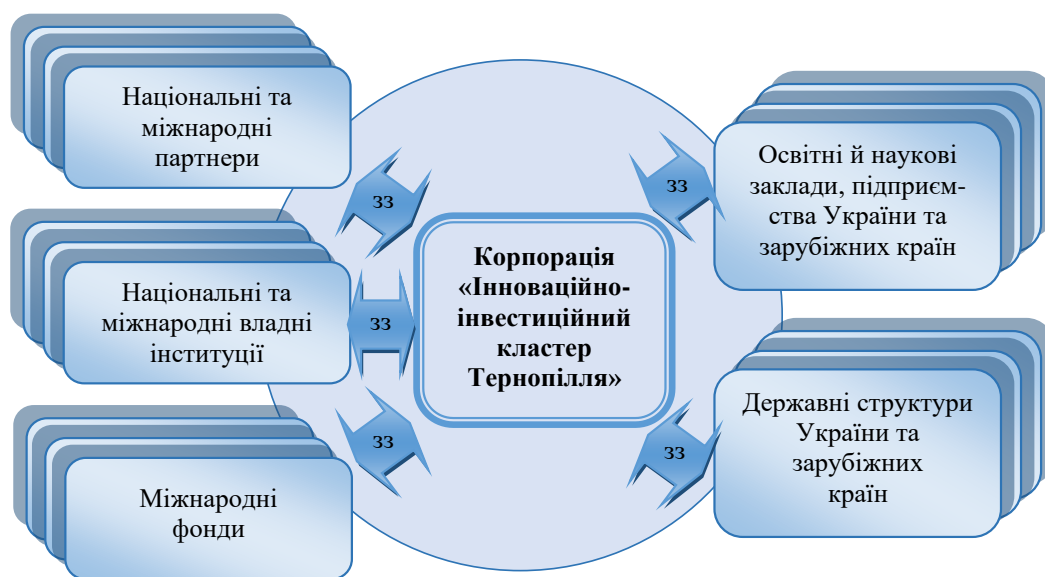 Національні та
міжнародні
партнери
зз
Національні та
міжнародні владні
інституції
зз
Міжнародні
фонди
зз
Корпорація
«Інноваційно-
інвестиційний
кластер
Тернопілля»
зз
Освітні й наукові
заклади, підприєм-
ства України та
зарубіжних країн
зз
Державні структури
України та
зарубіжних
країн